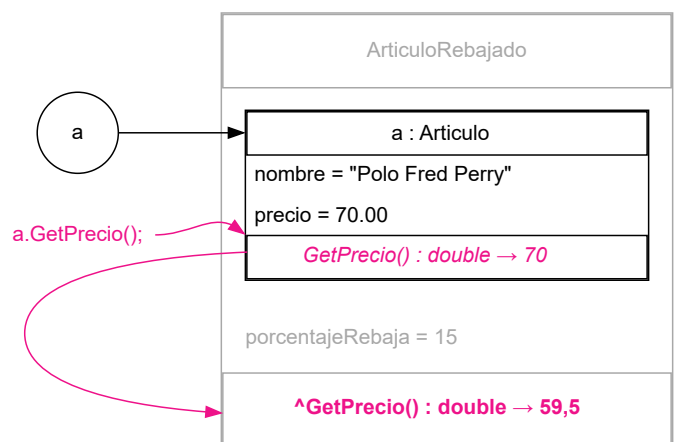 ArticuloRebajado
a
a : Articulo
nombre = "Polo Fred Perry"
precio = 70.00
a.GetPrecio();
GetPrecio() : double → 70
porcentajeRebaja = 15
^GetPrecio() : double → 59,5